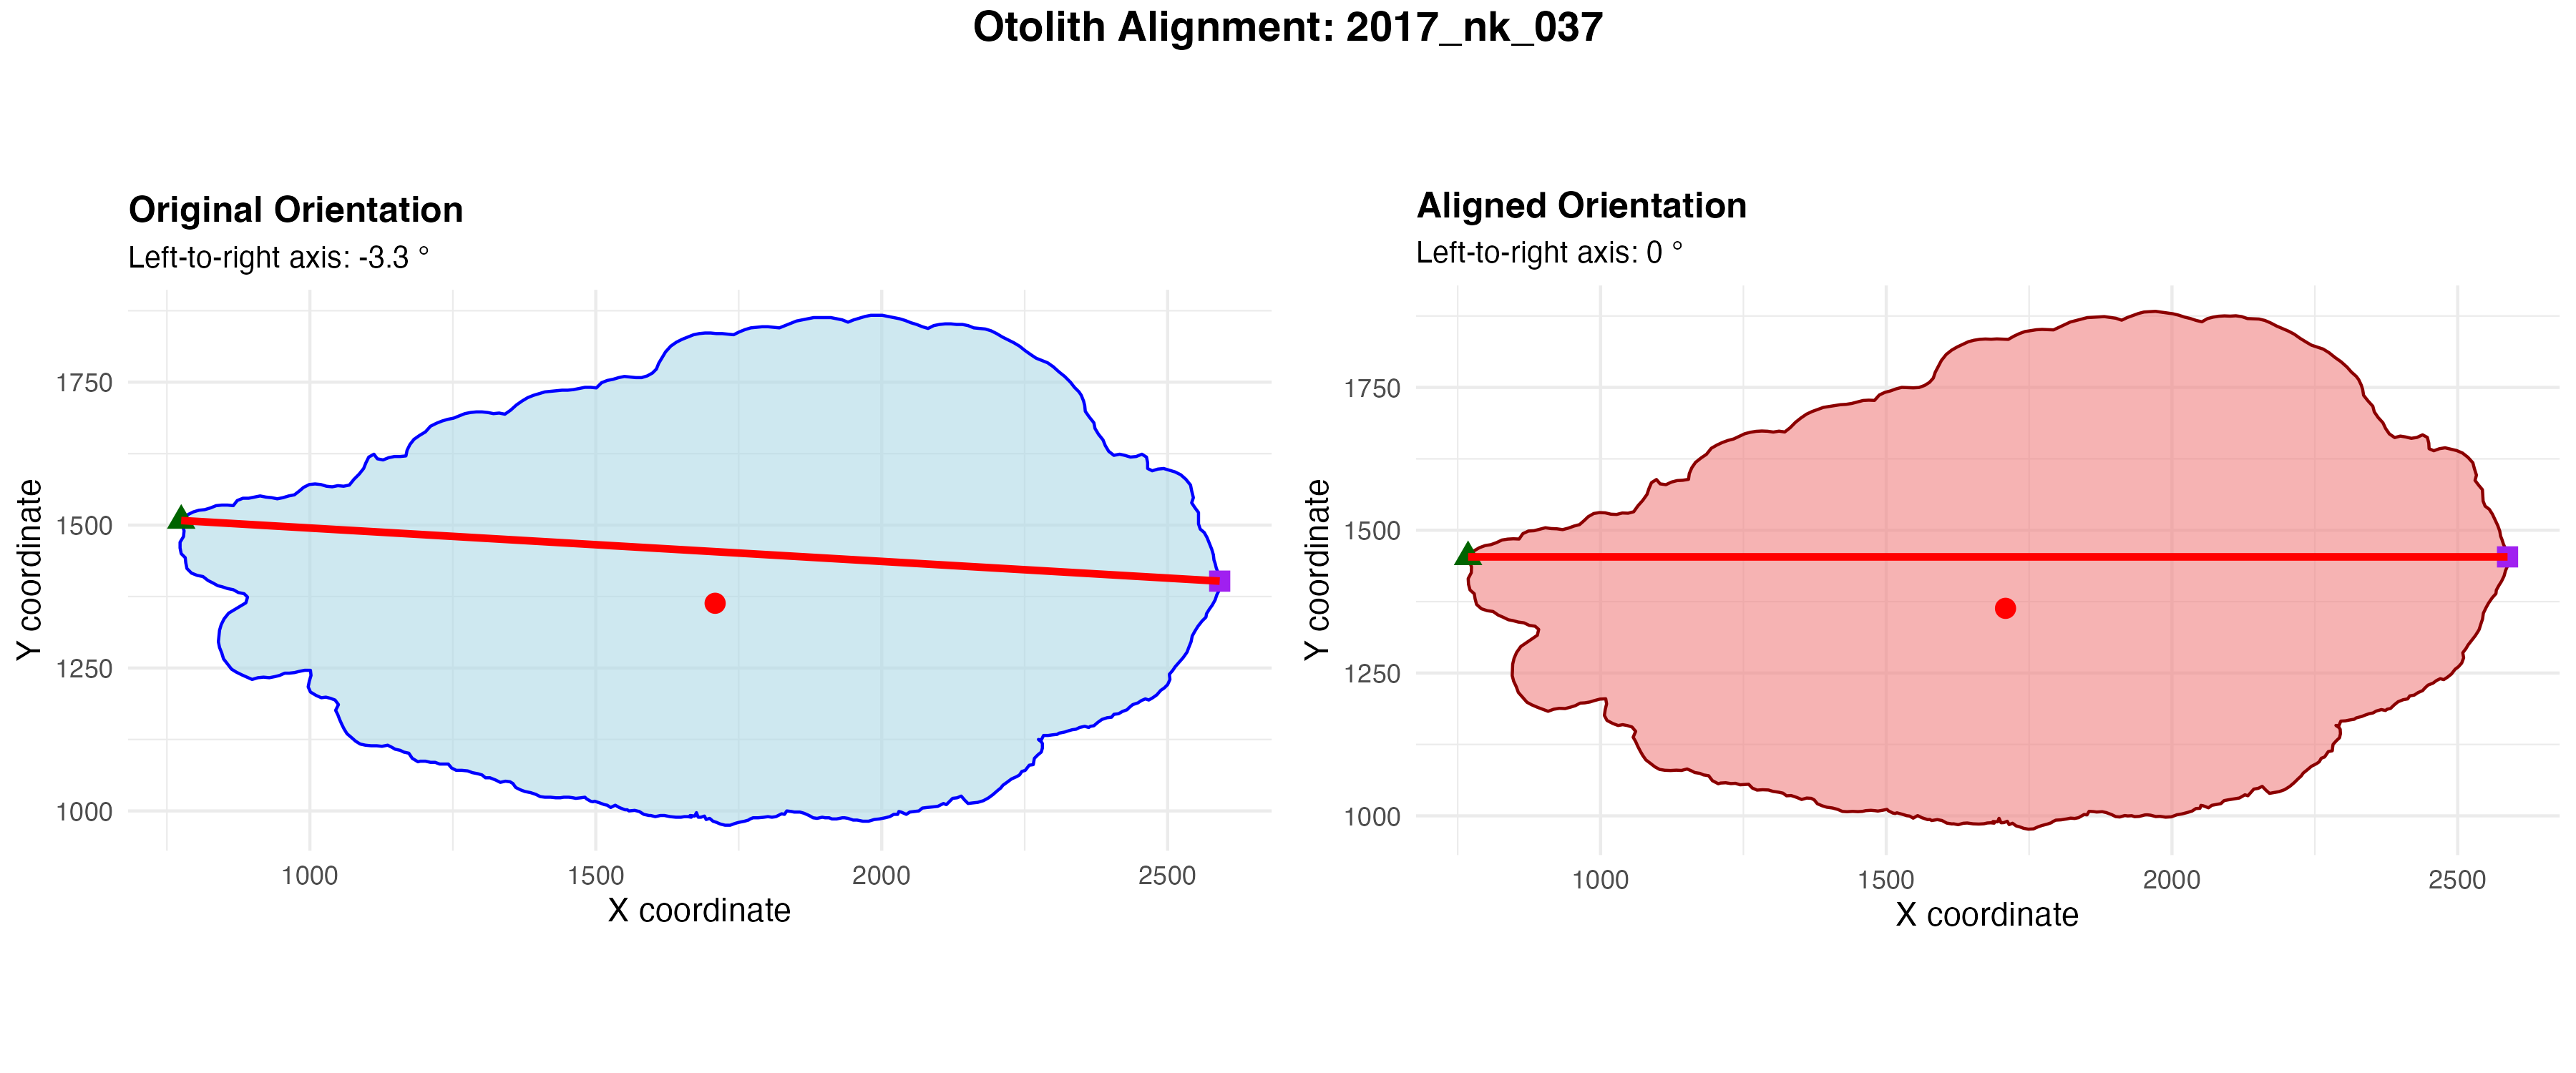 Otolith Alignment: 2017_nk_037
Original Orientation
Left-to-right axis: -3.3 °
1750
1500
1250
1000
Y coordinate
1000 1500 2000 2500
X coordinate
Aligned Orientation
Left-to-right axis: 0 °
1750
1500
1250
1000
Y coordinate
1000 1500 2000 2500
X coordinate